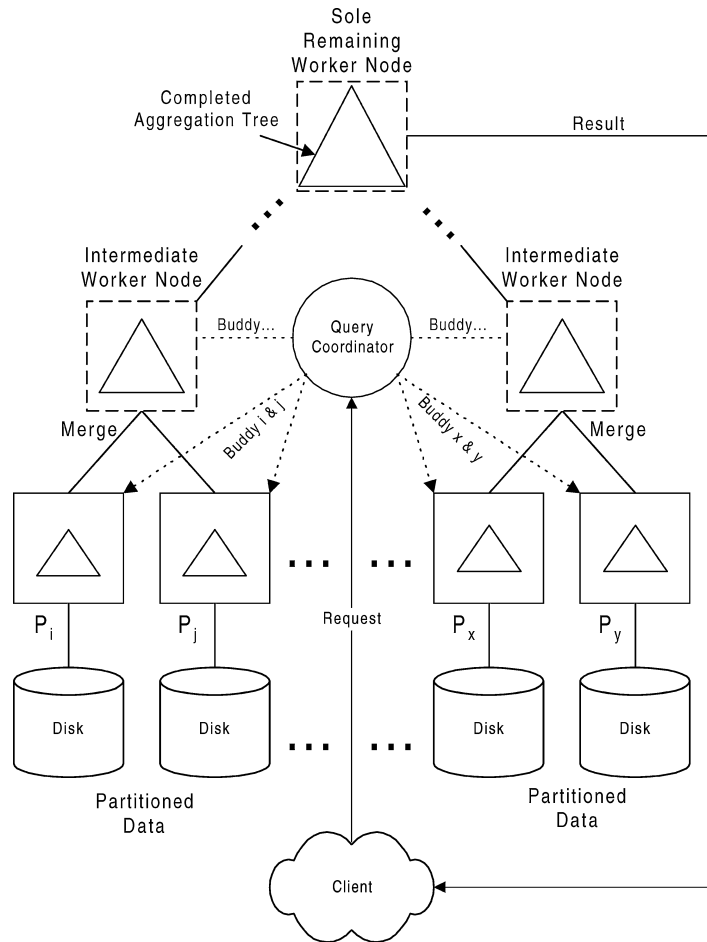 Sole
Remaining
Worker Node
Completed
Aggregation Tree
Result
Intermediate
Worker Node
Intermediate
Worker Node
Buddy...
Query
Coordinator
Buddy...
Merge
Buddy i & j
Buddy x & y
Merge
Request
P i
P j
P x
P y
Disk
Disk
Disk
Disk
Partitioned
Data
Partitioned
Data
Client